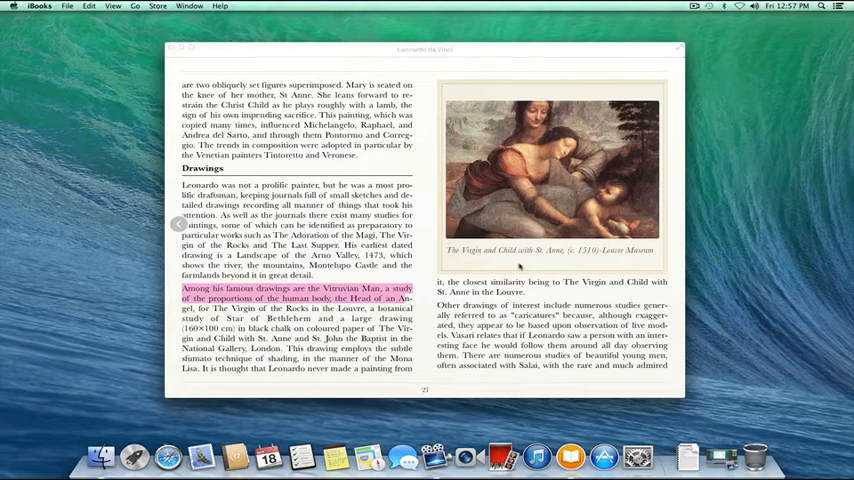 iBooks File Edit View Go Store Window Help
Fri 12:57 PM
Leonardo da Vinci
are two obliquely set figures superimposed. Mary is seated on
the knee of her mother, St Anne. She leans forward to re-
strain the Christ Child as he plays roughly with a lamb, the
sign of his own impending sacrifice. This painting, which was
copied many times, influenced Michelangelo, Raphael, and
Andrea del Sarto, and through them Pontormo and Correg-
gio. The trends in composition were adopted in particular by
the Venetian painters Tintoretto and Veronese.
Drawings
Leonardo was not a prolific painter, but he was a most pro-
lific draftsman, keeping journals full of small sketches and de-
tailed drawings recording all manner of things that took his
attention. As well as the journals there exist many studies for
paintings, some of which can be identified as preparatory to
particular works such as The Adoration of the Magi, The Vir-
gin of the Rocks and The Last Supper. His earliest dated
drawing is a Landscape of the Arno Valley, 1473, which
shows the river, the mountains, Montelupo Castle and the
farmlands beyond it in great detail.
Among his famous drawings are the Vitruvian Man, a study
of the proportions of the human body, the Head of an An-
gel, for The Virgin of the Rocks in the Louvre, a botanical
study of Star of Bethlehem and a large drawing
(160×100 cm) in black chalk on coloured paper of The Vir-
gin and Child with St. Anne and St. John the Baptist in the
National Gallery, London. This drawing employs the subtle
sfumato technique of shading, in the manner of the Mona
Lisa. It is thought that Leonardo never made a painting from
The Virgin and Child with St. Anne, (c. 1510)-Louvre Museum
it, the closest similarity being to The Virgin and Child with
St. Anne in the Louvre.
Other drawings of interest include numerous studies gener-
ally referred to as "caricatures" because, although exagger-
ated, they appear to be based upon observation of live mod-
els. Vasari relates that if Leonardo saw a person with an inter-
esting face he would follow them around all day observing
them. There are numerous studies of beautiful young men,
often associated with Salai, with the rare and much admired
21
18